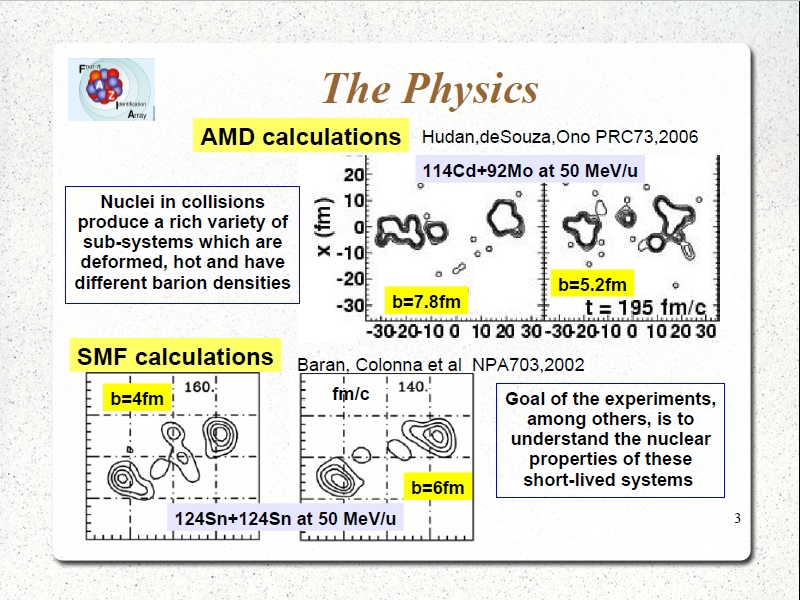 FOUR-π
A
Z
Identification
Array
The Physics
AMD calculations
Hudan,deSouza,Ono PRC73,2006
114Cd+92Mo at 50 MeV/u
Nuclei in collisions
produce a rich variety of
sub-systems which are
deformed, hot and have
different barion densities
x (fm)
20
10
0
-10
-20
-30
b=7.8fm
b=5.2fm
t = 195 fm/c
-30-20-10 0 10 20 30-30-20-10 0 10 20 30
SMF calculations
Baran, Colonna et al NPA703,2002
b=4fm
160.
fm/c
140.
b=6fm
124Sn+124Sn at 50 MeV/u
Goal of the experiments,
among others, is to
understand the nuclear
properties of these
short-lived systems
3